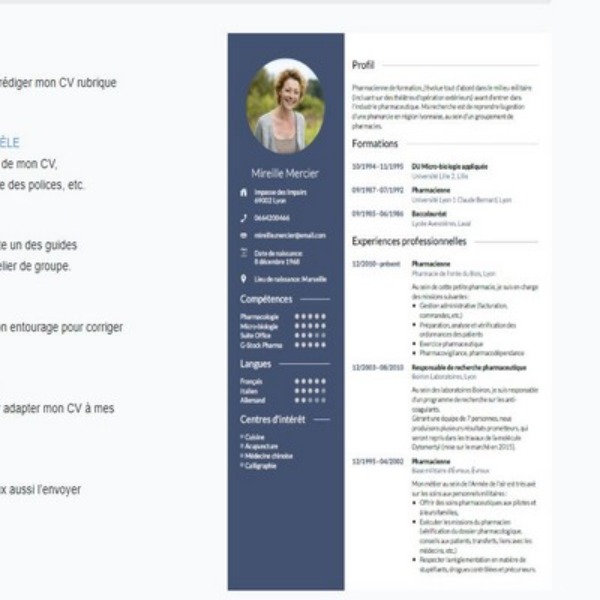 rédiger mon CV rubrique
ÈLE
de mon CV,
e des polices, etc.
te un des guides
elier de groupe.
on entourage pour corriger
adapter mon CV à mes
x aussi l'envoyer
Mireille Mercier
Impasse des Impairs
69002 Lyon
0664200466
mireille.mercier@email.com
Date de naissance:
8 décembre 1968
Lieu de naissance: Marseille
Compétences
Pharmacologie
Micro-biologie
Suite Office
G-Stock Pharma
Langues
Français
Italien
Allemand
Centres d'intérêt
Cuisine
Acupuncture
Médecine chinoise
Calligraphie
Profil
Pharmacienne de formation, j'évolue tout d'abord dans le milieu militaire
(incluant sur des théâtres d'opération extérieurs) avant d'entrer dans
l'industrie pharmaceutique. Ma recherche est de reprendre la gestion
d'une pharmacie en région lyonnaise, au sein d'un groupement de
pharmacies.
Formations
10/1994 - 11/1995 DU Micro-biologie appliquée
Université Lille 2, Lille
09/1987 - 07/1992 Pharmacienne
Université Lyon 1 Claude Bernard, Lyon
09/1985 - 06/1986 Baccalauréat
Lycée Laval
Experiences professionnelles
12/2010 - présent Pharmacienne
Pharmacie de Lyon
Au sein de cette petite pharmacie, je suis en charge
des missions suivantes :
Gestion administrative (facturation,
commandes, etc.)
Préparation, analyse et vérification des
ordonnances des patients
Exercice pharmaceutique
Pharmacovigilance, pharmacodépendance
12/2003 - 08/2010 Responsable de recherche pharmaceutique
Boiron Laboratoires, Lyon
Au sein des laboratoires Boiron, je suis responsable
d'un programme de recherche sur les anti-
coagulants.
Gérant une équipe de 7 personnes, nous
produisons plusieurs résultats prometteurs, qui
seront repris dans les travaux de la molécule
(mise sur le marché en 2015).
12/1995 - 04/2002 Pharmacienne
Base militaire d'Évreux, Évreux
Mon métier au sein de l'Armée de l'air est très axé
sur les soins aux personnels militaires :
Offrir des soins pharmaceutiques aux pilotes et
à leurs familles,
Exécuter les missions du pharmacien
(vérification du dossier pharmacologique,
conseils aux patients, transferts, liens avec les
médecins, etc.)
Respecter la réglementation en matière de
stupéfiants, drogues contrôlées et précurseurs.